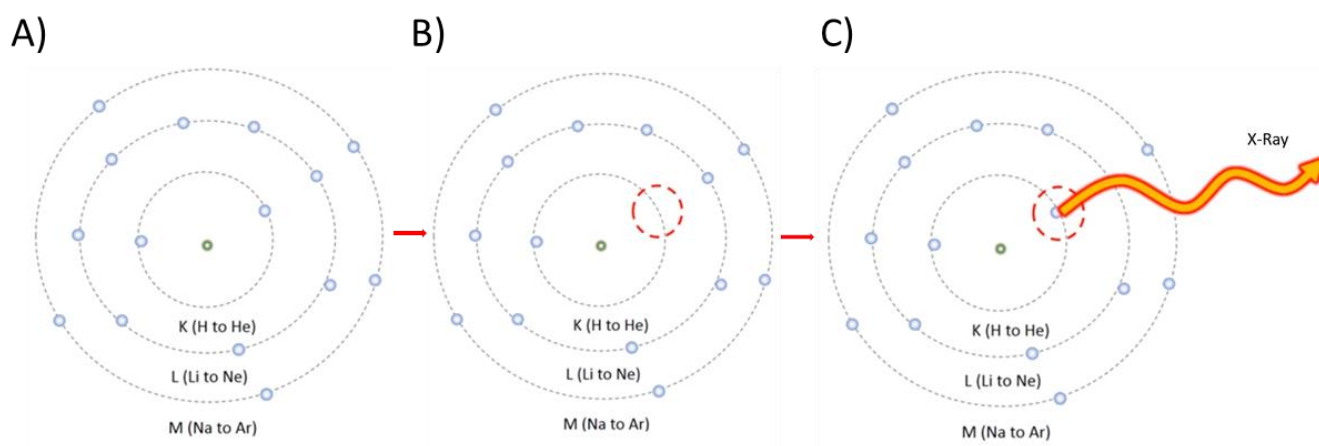 A)
B)
C)
X-Ray
K (H to He)
L (Li to Ne)
M (Na to Ar)
K (H to He)
L (Li to Ne)
M (Na to Ar)
K (H to He)
L (Li to Ne)
M (Na to Ar)